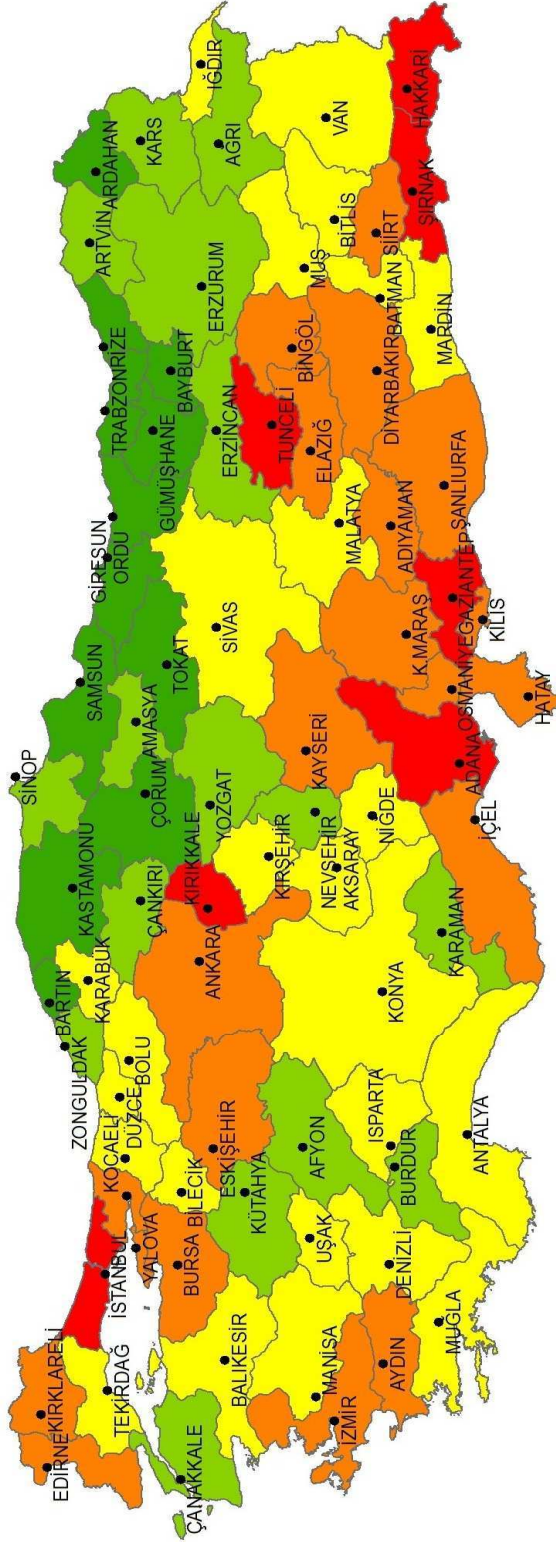 EDİRNE
KIRKLARELİ
TEKİRDAĞ
İSTANBUL
ÇANAKKALE
YALOVA
KOCAELİ
BURSA
BALIKESİR
BİLECİK
DÜZCE
BOLU
ZONGULDAK
BARTIN
KARABÜK
KASTAMONU
SİNOP
ÇANKIRI
ÇORUM
SAMSUN
AMASYA
TOKAT
ORDU
GİRESUN
TRABZON
RİZE
GÜMÜŞHANE
BAYBURT
ARTVİN
ARDAHAN
KARS
IĞDIR
AĞRI
ERZURUM
ERZİNCAN
SİVAS
YOZGAT
KIRIKKALE
ANKARA
ESKİŞEHİR
KÜTAHYA
MANİSA
İZMİR
UŞAK
AFYON
AYDIN
DENİZLİ
MUĞLA
BURDUR
ISPARTA
ANTALYA
KONYA
KARAMAN
AKSARAY
NEVŞEHİR
KIRŞEHİR
NİĞDE
KAYSERİ
İÇEL
ADANA
OSMANİYE
HATAY
KİLİS
GAZİANTEP
K.MARAŞ
MALATYA
ADIYAMAN
ŞANLIURFA
TUNCELİ
ELAZIĞ
BİNGÖL
DİYARBAKIR
MUŞ
BİTLİS
VAN
BATMAN
SİİRT
MARDİN
ŞIRNAK
HAKKARİ